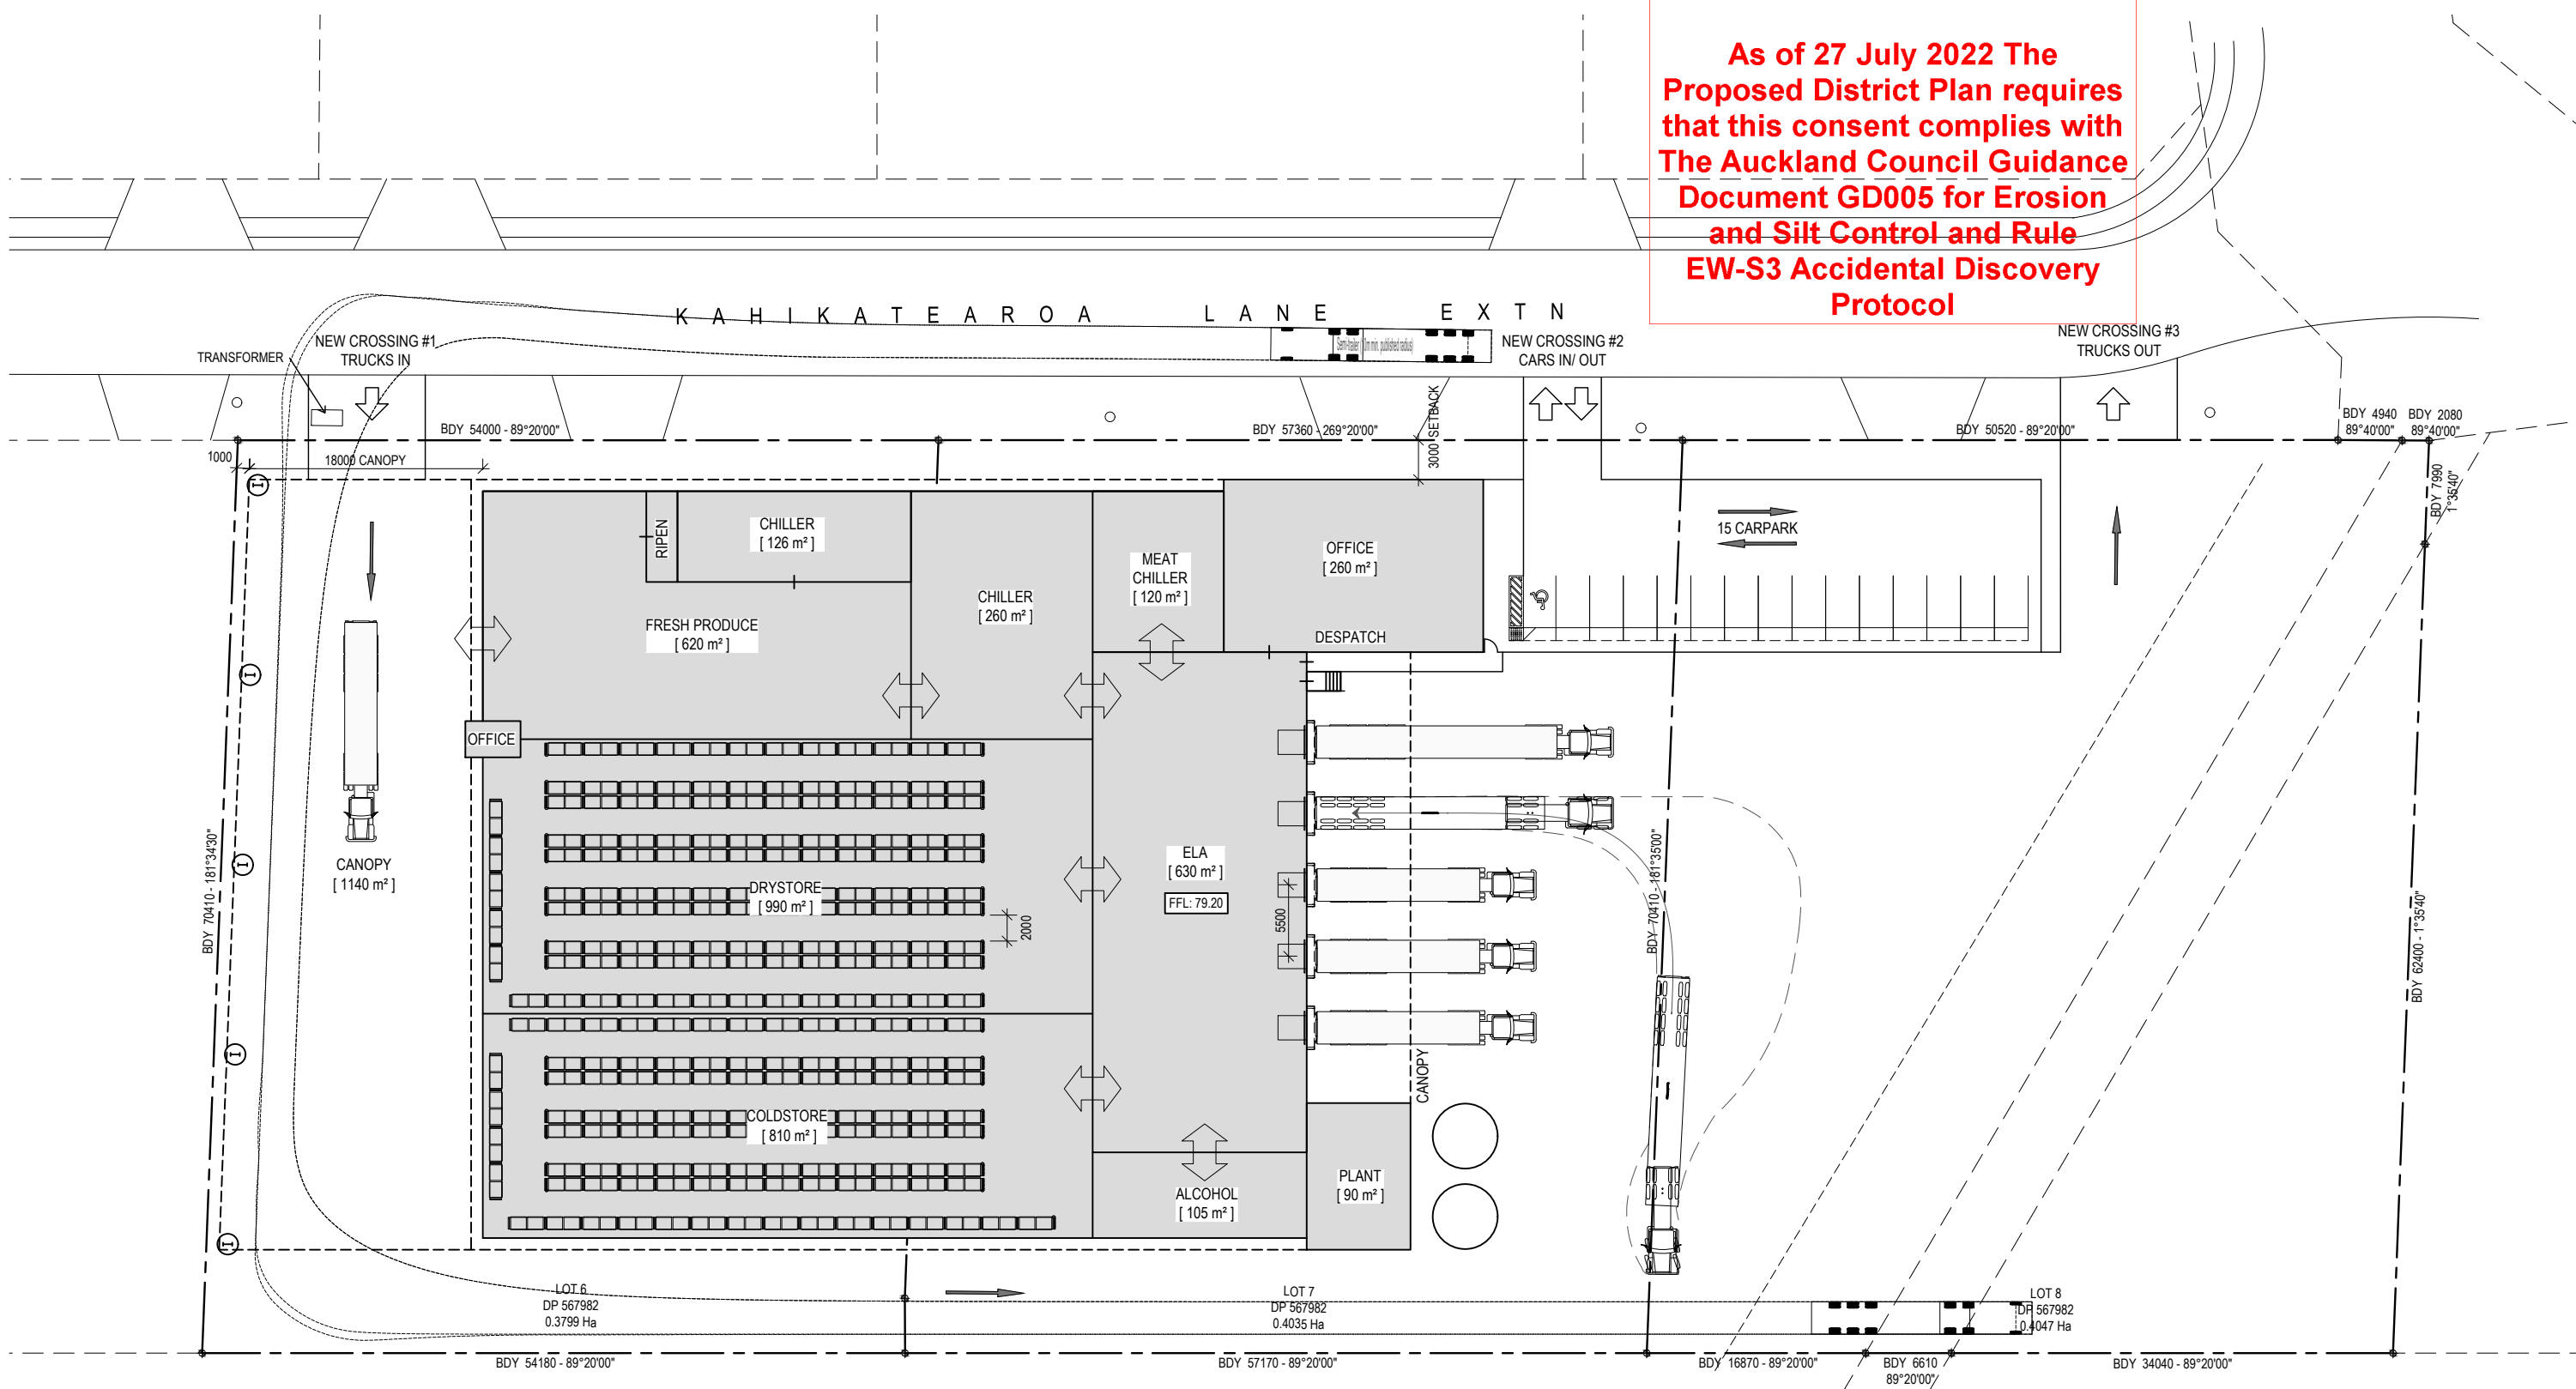 As of 27 July 2022 The
Proposed District Plan requires
that this consent complies with
The Auckland Council Guidance
Document GD005 for Erosion
and Silt Control and Rule
EW-S3 Accidental Discovery
Protocol
KAHIKATEAROA LANE EXTN
NEW CROSSING #1
TRUCKS IN
TRANSFORMER
NEW CROSSING #2
CARS IN/ OUT
NEW CROSSING #3
TRUCKS OUT
BDY 54000 - 89°20'00"
BDY 57360 - 269°20'00"
3000 SETBACK
BDY 50520 - 89°20'00"
BDY 4940
89°40'00"
BDY 2080
89°40'00"
1000
18000 CANOPY
BDY 7990
1°35'40"
RIPEN
CHILLER
[ 126 m² ]
15 CARPARK
MEAT
CHILLER
[ 120 m² ]
OFFICE
[ 260 m² ]
CHILLER
[ 260 m² ]
FRESH PRODUCE
[ 620 m² ]
DESPATCH
OFFICE
CANOPY
[ 1140 m² ]
BDY 70410 - 181°34'30"
DRYSTORE
[ 990 m² ]
2000
ELA
[ 630 m² ]
FFL: 79.20
5500
BDY 70410 - 181°35'00"
BDY 62400 - 1°35'40"
CANOPY
COLDSTORE
[ 810 m² ]
PLANT
[ 90 m² ]
ALCOHOL
[ 105 m² ]
LOT 6
DP 567982
0.3799 Ha
LOT 7
DP 567982
0.4035 Ha
LOT 8
DP 567982
0.4047 Ha
BDY 54180 - 89°20'00"
BDY 57170 - 89°20'00"
BDY 16870 - 89°20'00"
BDY 6610
89°20'00"
BDY 34040 - 89°20'00"